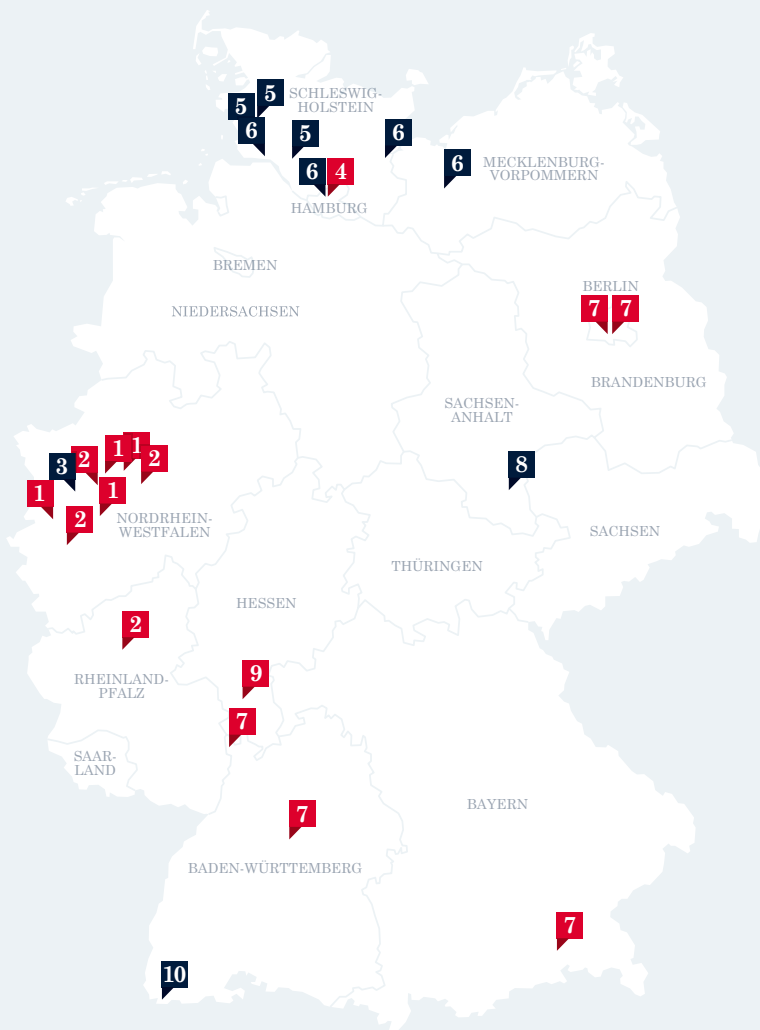 5
SCHLESWIG-
HOLSTEIN
5
6
5
6
6
MECKLENBURG-
VORPOMMERN
6
4
HAMBURG
BREMEN
BERLIN
7
7
NIEDERSACHSEN
BRANDENBURG
SACHSEN-
ANHALT
1
1
2
2
3
8
1
1
2
NORDRHEIN-
WESTFALEN
SACHSEN
THÜRINGEN
HESSEN
2
9
RHEINLAND-
PFALZ
7
SAAR-
LAND
7
BAYERN
BADEN-WÜRTTEMBERG
7
10